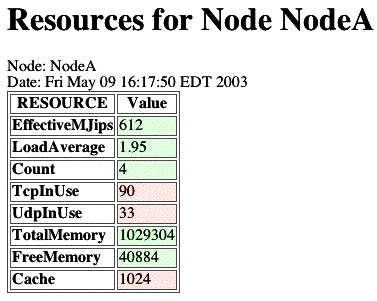 Resources for Node NodeA
Node: NodeA
Date: Fri May 09 16:17:50 EDT 2003
RESOURCE Value
EffectiveMJips 612
LoadAverage 1.95
Count 4
TcpInUse 90
UdpInUse 33
TotalMemory 1029304
FreeMemory 40884
Cache 1024